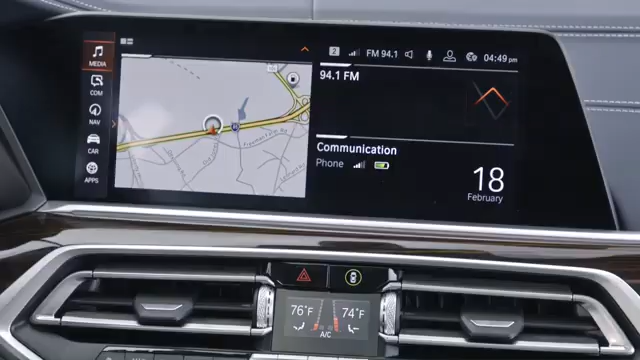 MEDIA
COM
NAV
CAR
APPS
2 FM 94.1 04:49 pm
94.1 FM
Communication
Phone
18
February
76°F 74°F
A/C